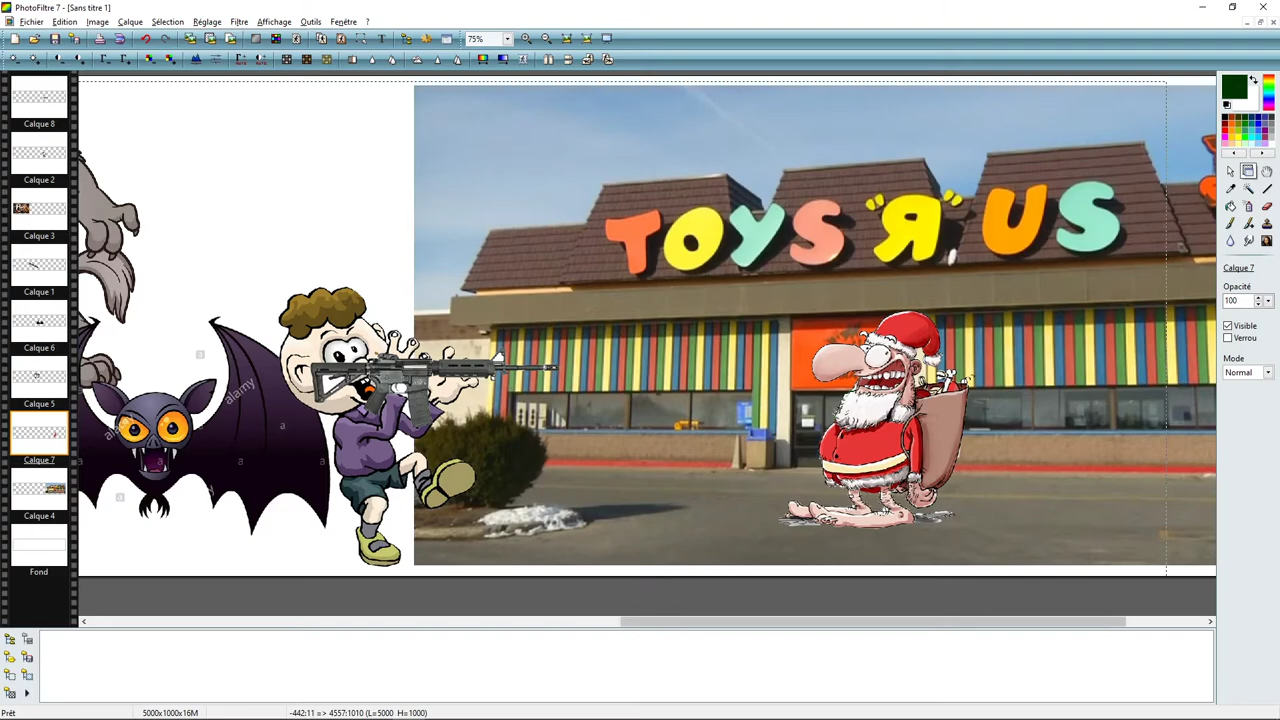 PhotoFiltre 7 - [Sans titre 1]
Fichier Edition Image Calque Sélection Réglage Filtre Affichage Outils Fenêtre ?
75%
Calque 8
Calque 2
Calque 3
Calque 1
Calque 6
Calque 5
Calque 7
Calque 4
Fond
TOYS "R" US
a
alamy
a
a
a
a
a
a
Calque 7
Opacité
100
Visible
Verrou
Mode
Normal
Prêt 5000x1000x16M -442:11 => 4557:1010 (L=5000 H=1000)